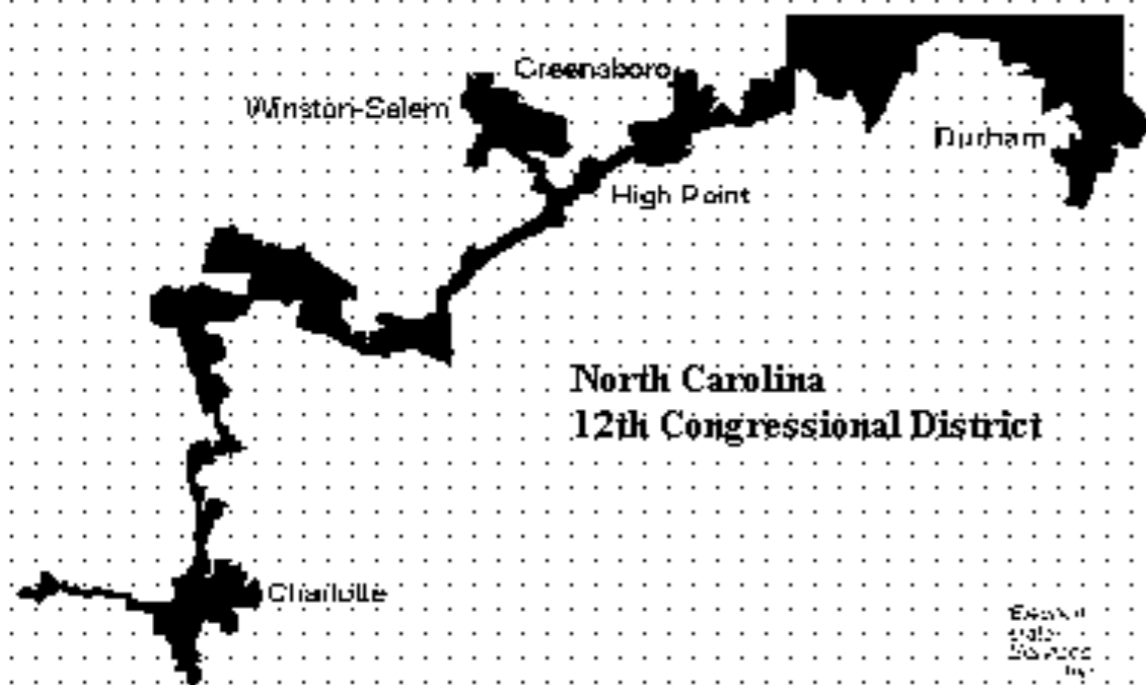 Greensboro
Winston-Salem
Durham
High Point
North Carolina
12th Congressional District
Charlotte